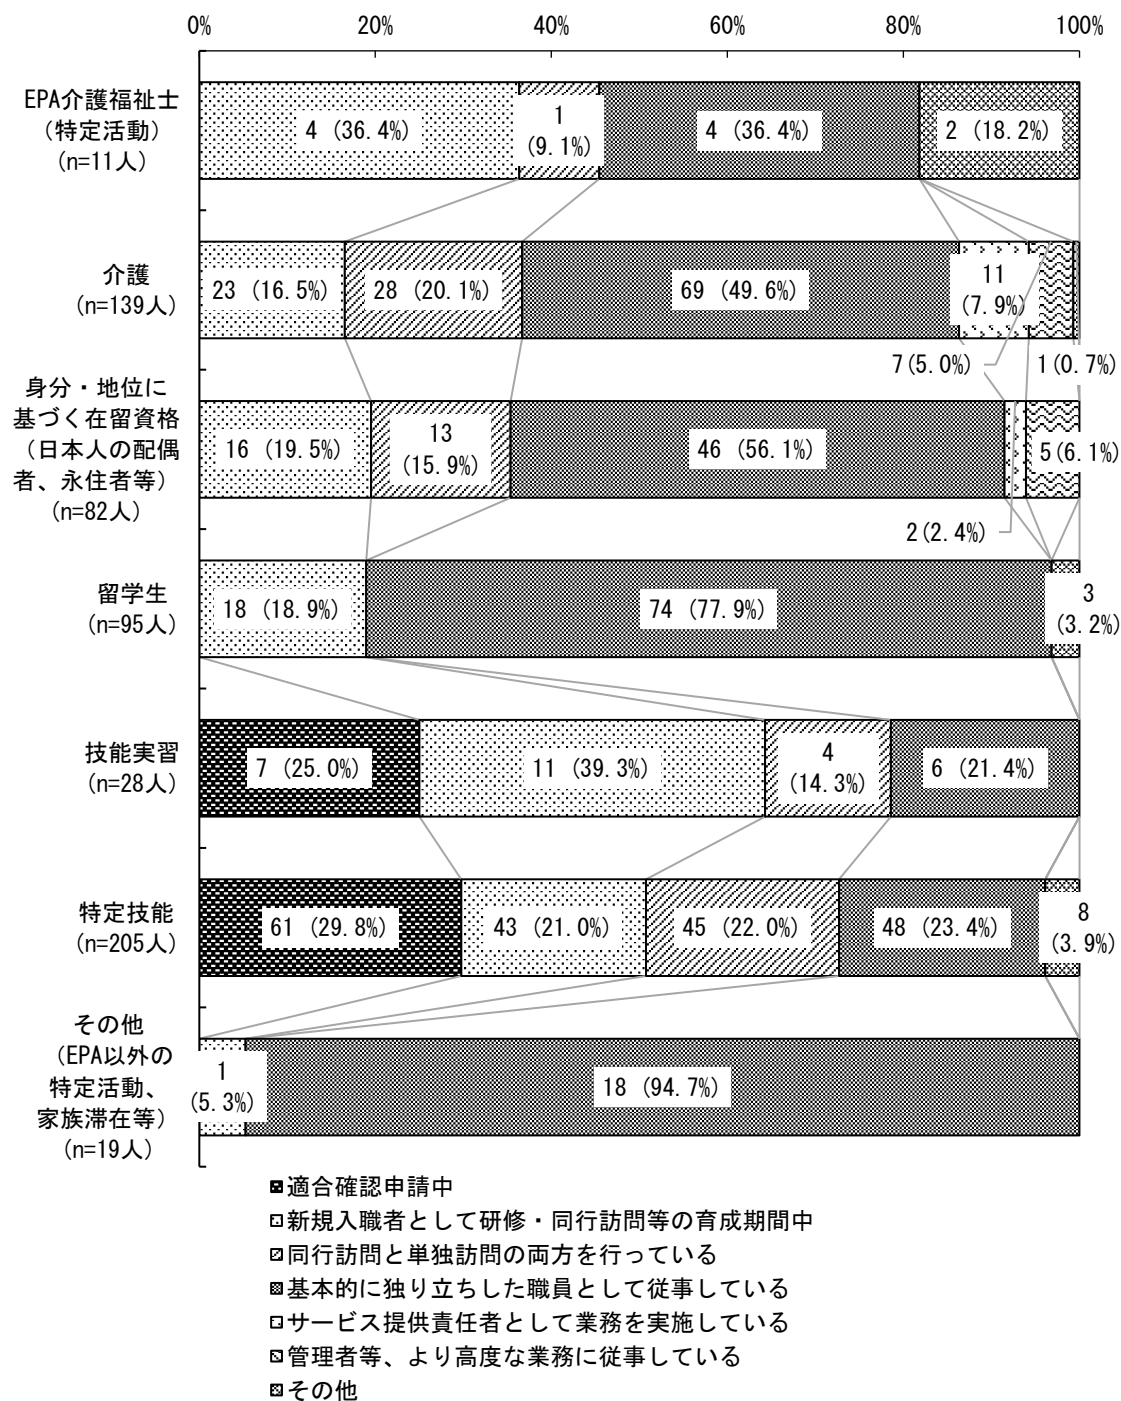 0% 20% 40% 60% 80% 100%
EPA介護福祉士
（特定活動）
(n=11人)
4 (36.4%)
1
(9.1%)
4 (36.4%)
2 (18.2%)
介護
(n=139人)
23 (16.5%)
28 (20.1%)
69 (49.6%)
11
(7.9%)
7(5.0%)
1(0.7%)
身分・地位に
基づく在留資格
（日本人の配偶
者、永住者等）
(n=82人)
16 (19.5%)
13
(15.9%)
46 (56.1%)
5(6.1%)
2(2.4%)
留学生
(n=95人)
18 (18.9%)
74 (77.9%)
3
(3.2%)
技能実習
(n=28人)
7 (25.0%)
11 (39.3%)
4
(14.3%)
6 (21.4%)
特定技能
(n=205人)
61 (29.8%)
43 (21.0%)
45 (22.0%)
48 (23.4%)
8
(3.9%)
その他
（EPA以外の
特定活動、
家族滞在等）
(n=19人)
1
(5.3%)
18 (94.7%)
適合確認申請中
新規入職者として研修・同行訪問等の育成期間中
同行訪問と単独訪問の両方を行っている
基本的に独り立ちした職員として従事している
サービス提供責任者として業務を実施している
管理者等、より高度な業務に従事している
その他